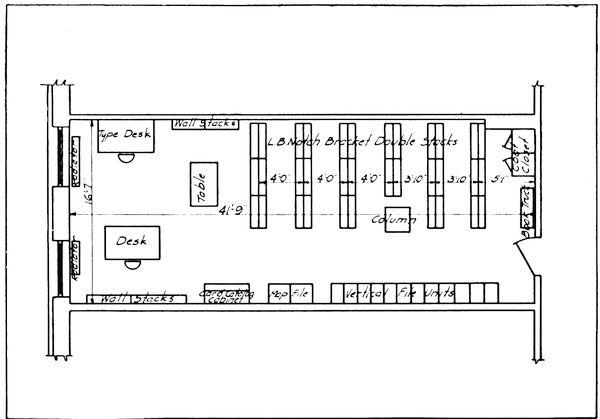 Type Desk
Wall Stacks
L B Notch Bracket Double Stacks
Coat
Closet
Radiator
16'-7
Table
4'-0"
4'-0"
4'-0"
3'-10"
3'-10"
5'-1"
41'-9"
Column
Book Truck
Desk
Radiator
Wall Stacks
Card Catalog
Cabinet
Map File
Vertical File Units